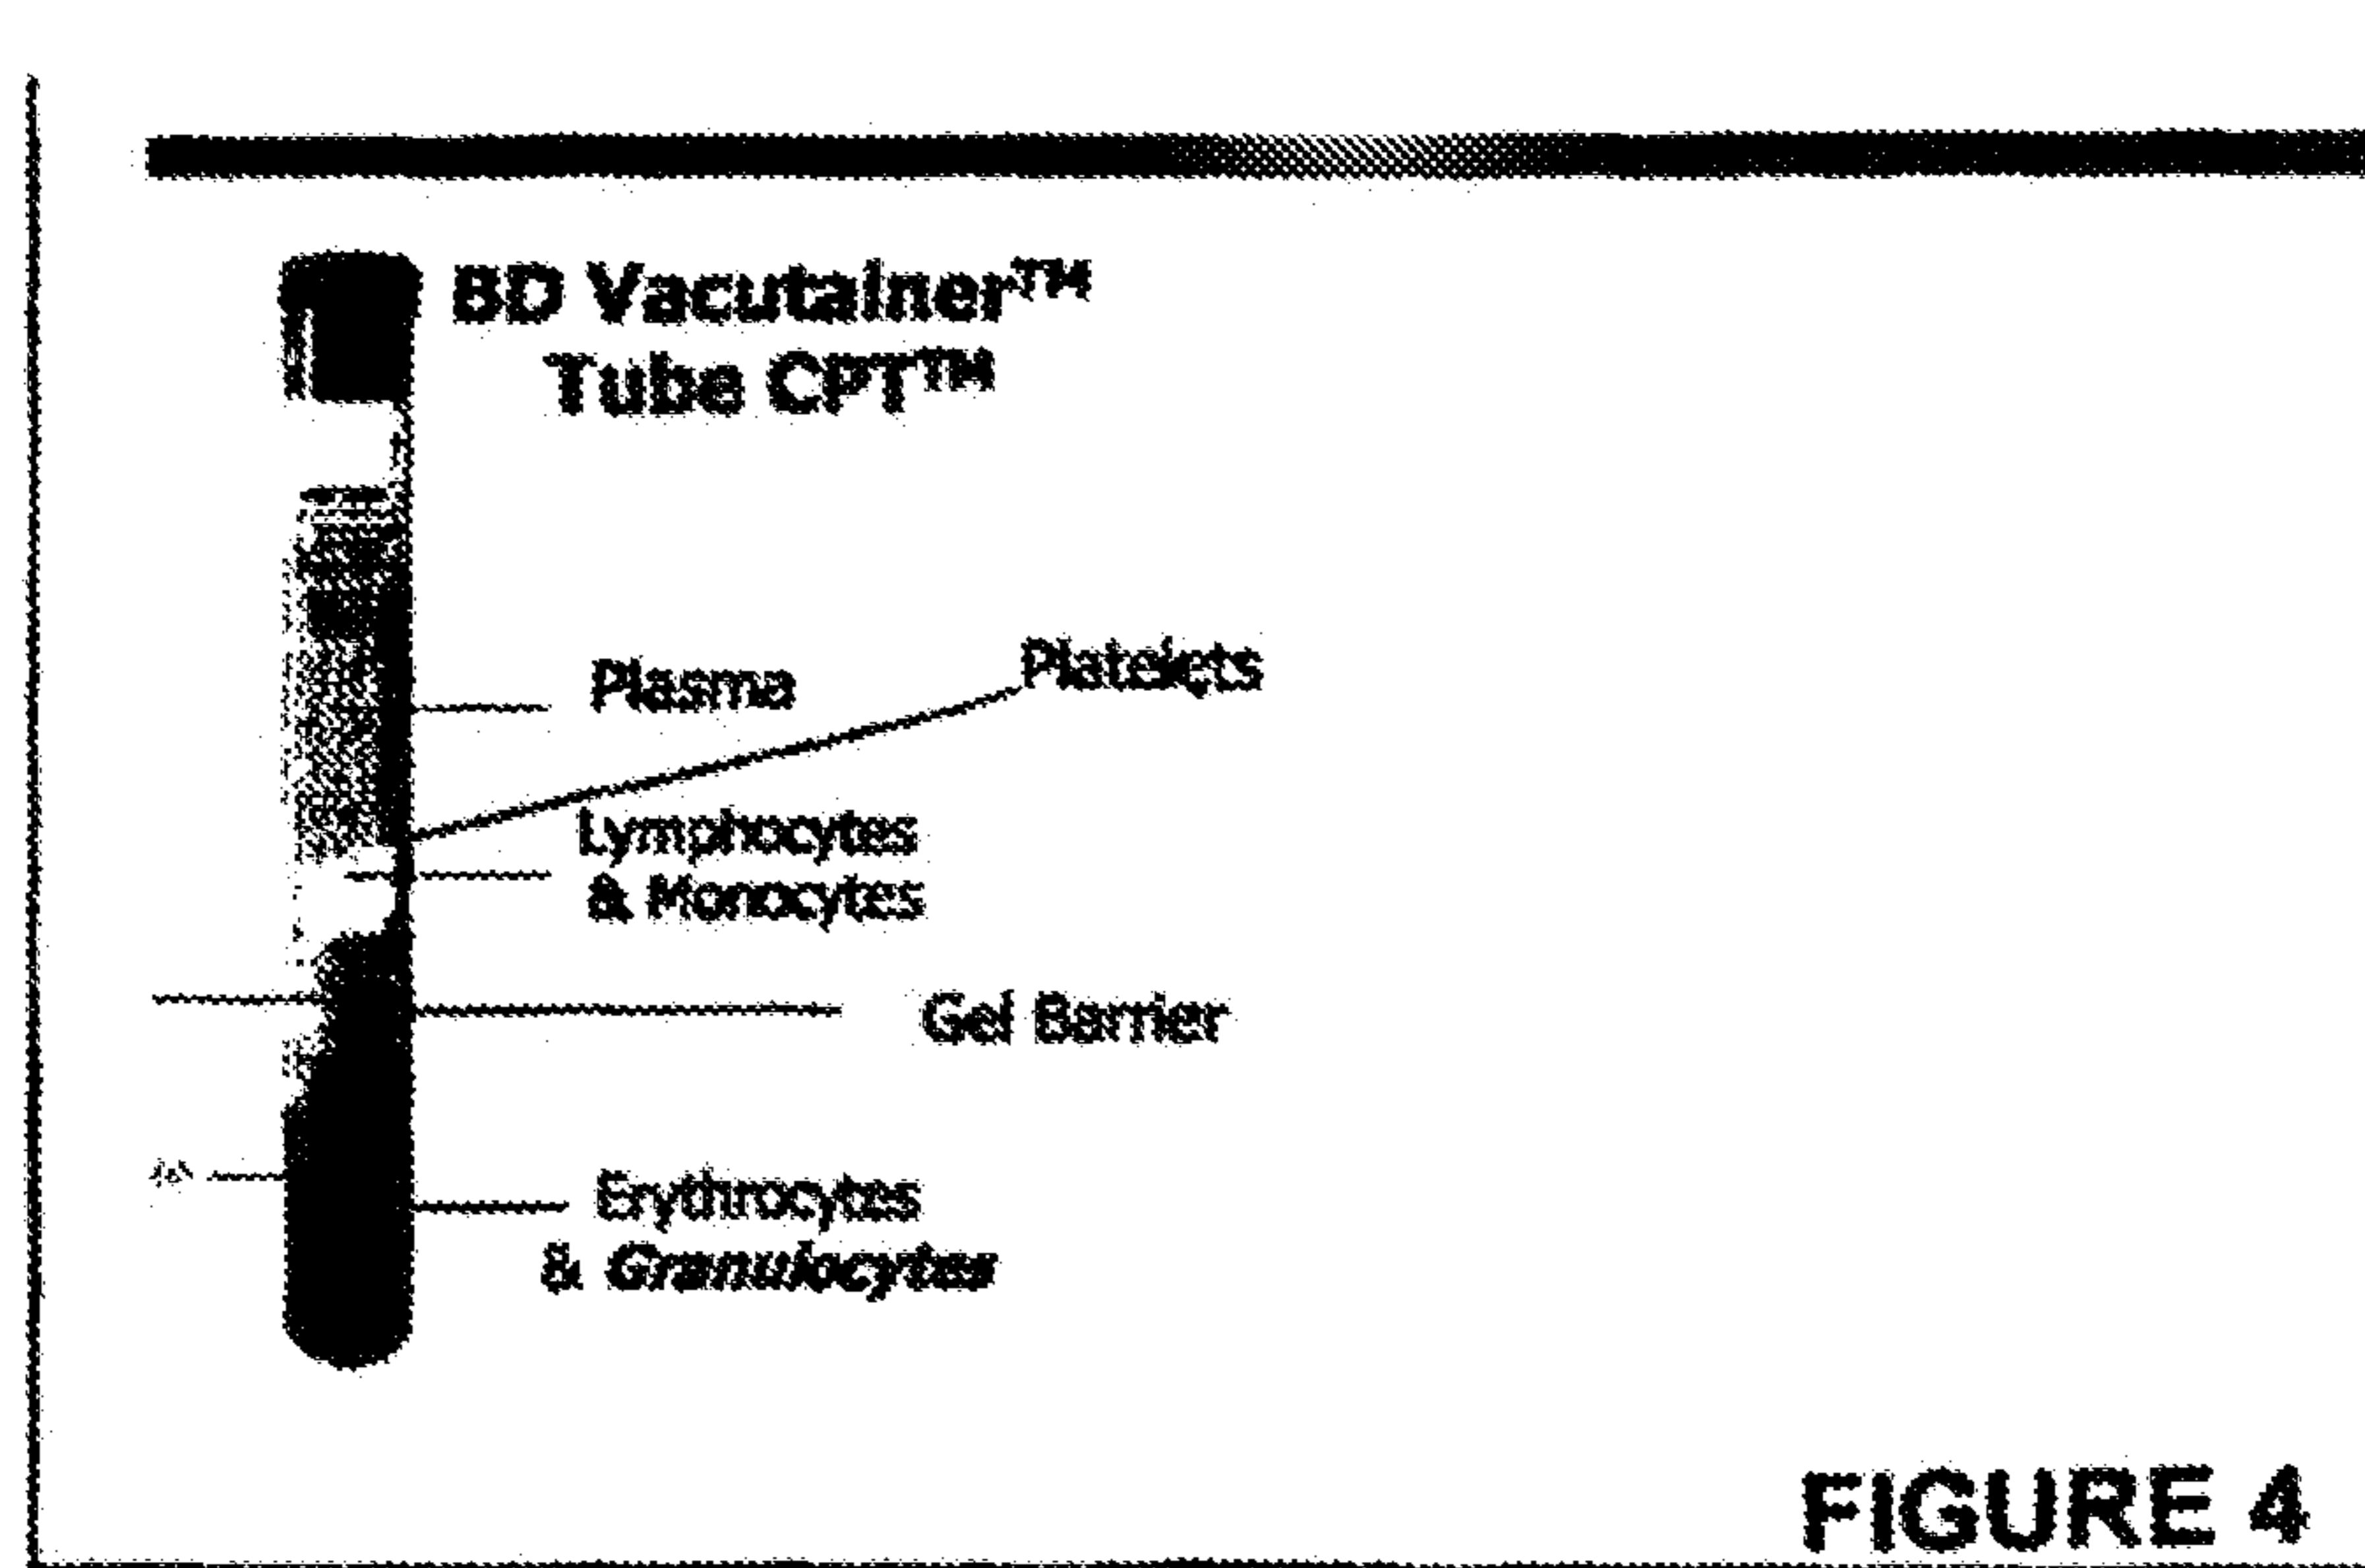 BD Vacutainer™
Tube CPT™
Plasma
Platelets
Lymphocytes
& Monocytes
Gel Barrier
Erythrocytes
& Granulocytes
FIGURE 4